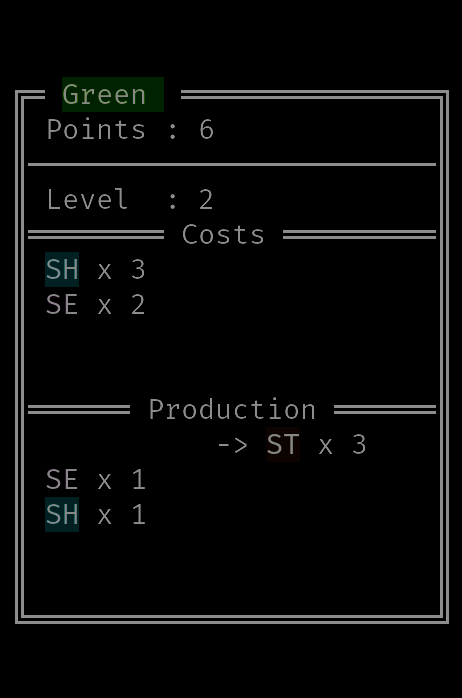 Green
Points : 6
Level : 2
Costs
SH x 3
SE x 2
Production
-> ST x 3
SE x 1
SH x 1